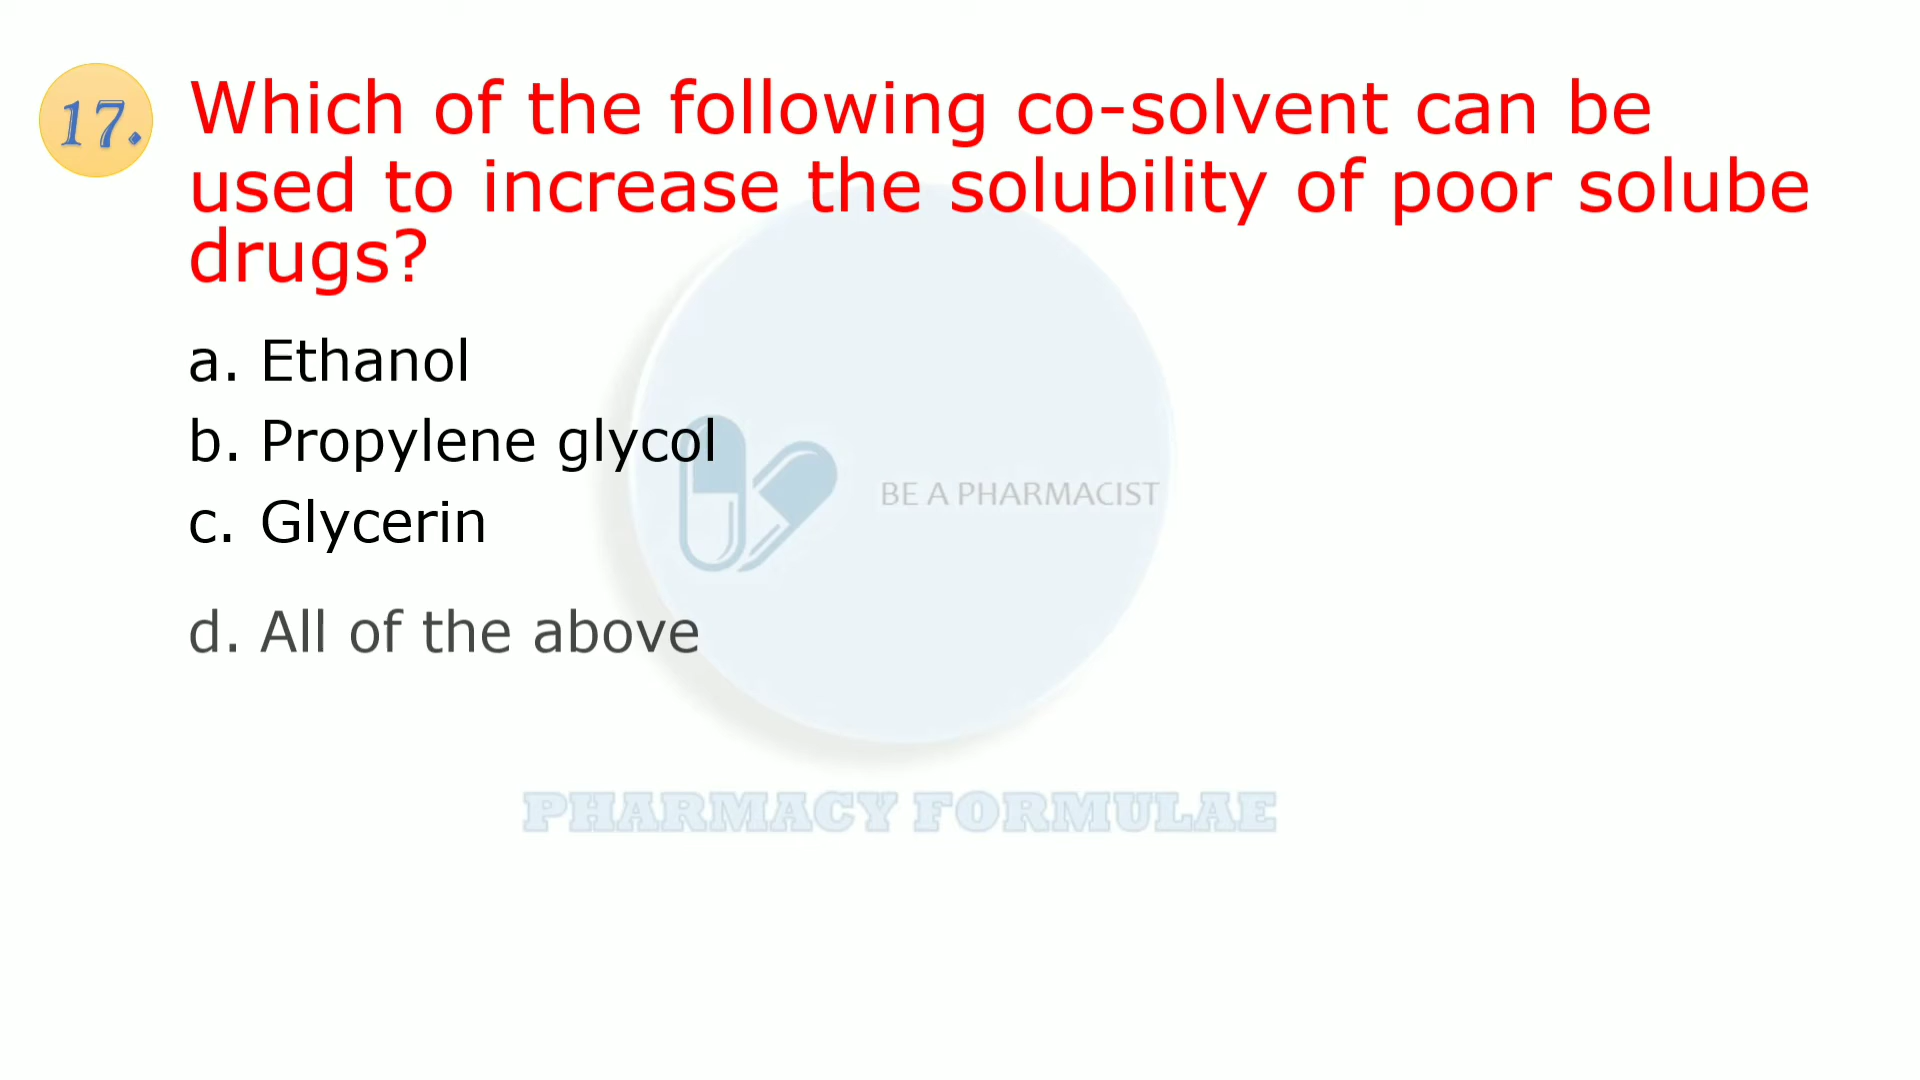 17. Which of the following co-solvent can be
used to increase the solubility of poor solube
drugs?
a. Ethanol
b. Propylene glycol
c. Glycerin
BE A PHARMACIST
d. All of the above
PHARMACY FORMULAE